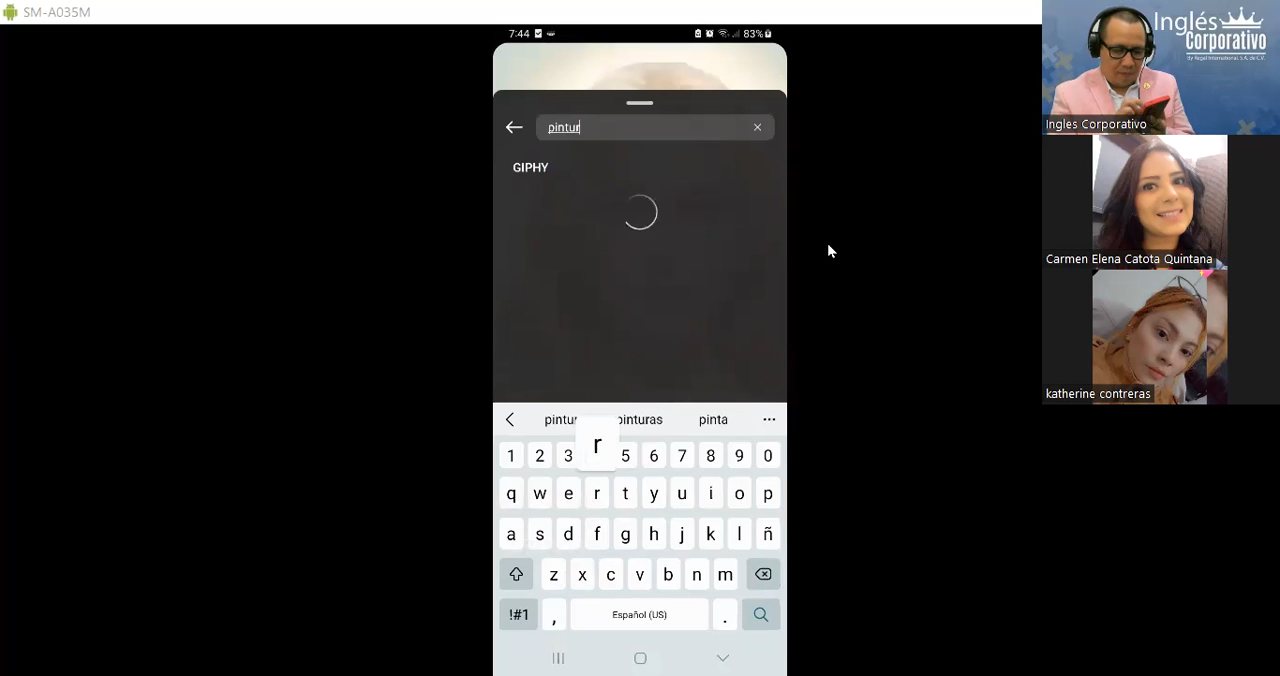 SM-A035M
7:44
83%
pintur
GIPHY
pintur pinturas pinta ...
r
1 2 3 5 6 7 8 9 0
q w e r t y u i o p
a s d f g h j k l ñ
z x c v b n m
!#1 , Español (US) .
Inglés
Corporativo
Ingles Corporativo
Carmen Elena Catota Quintana
katherine contreras